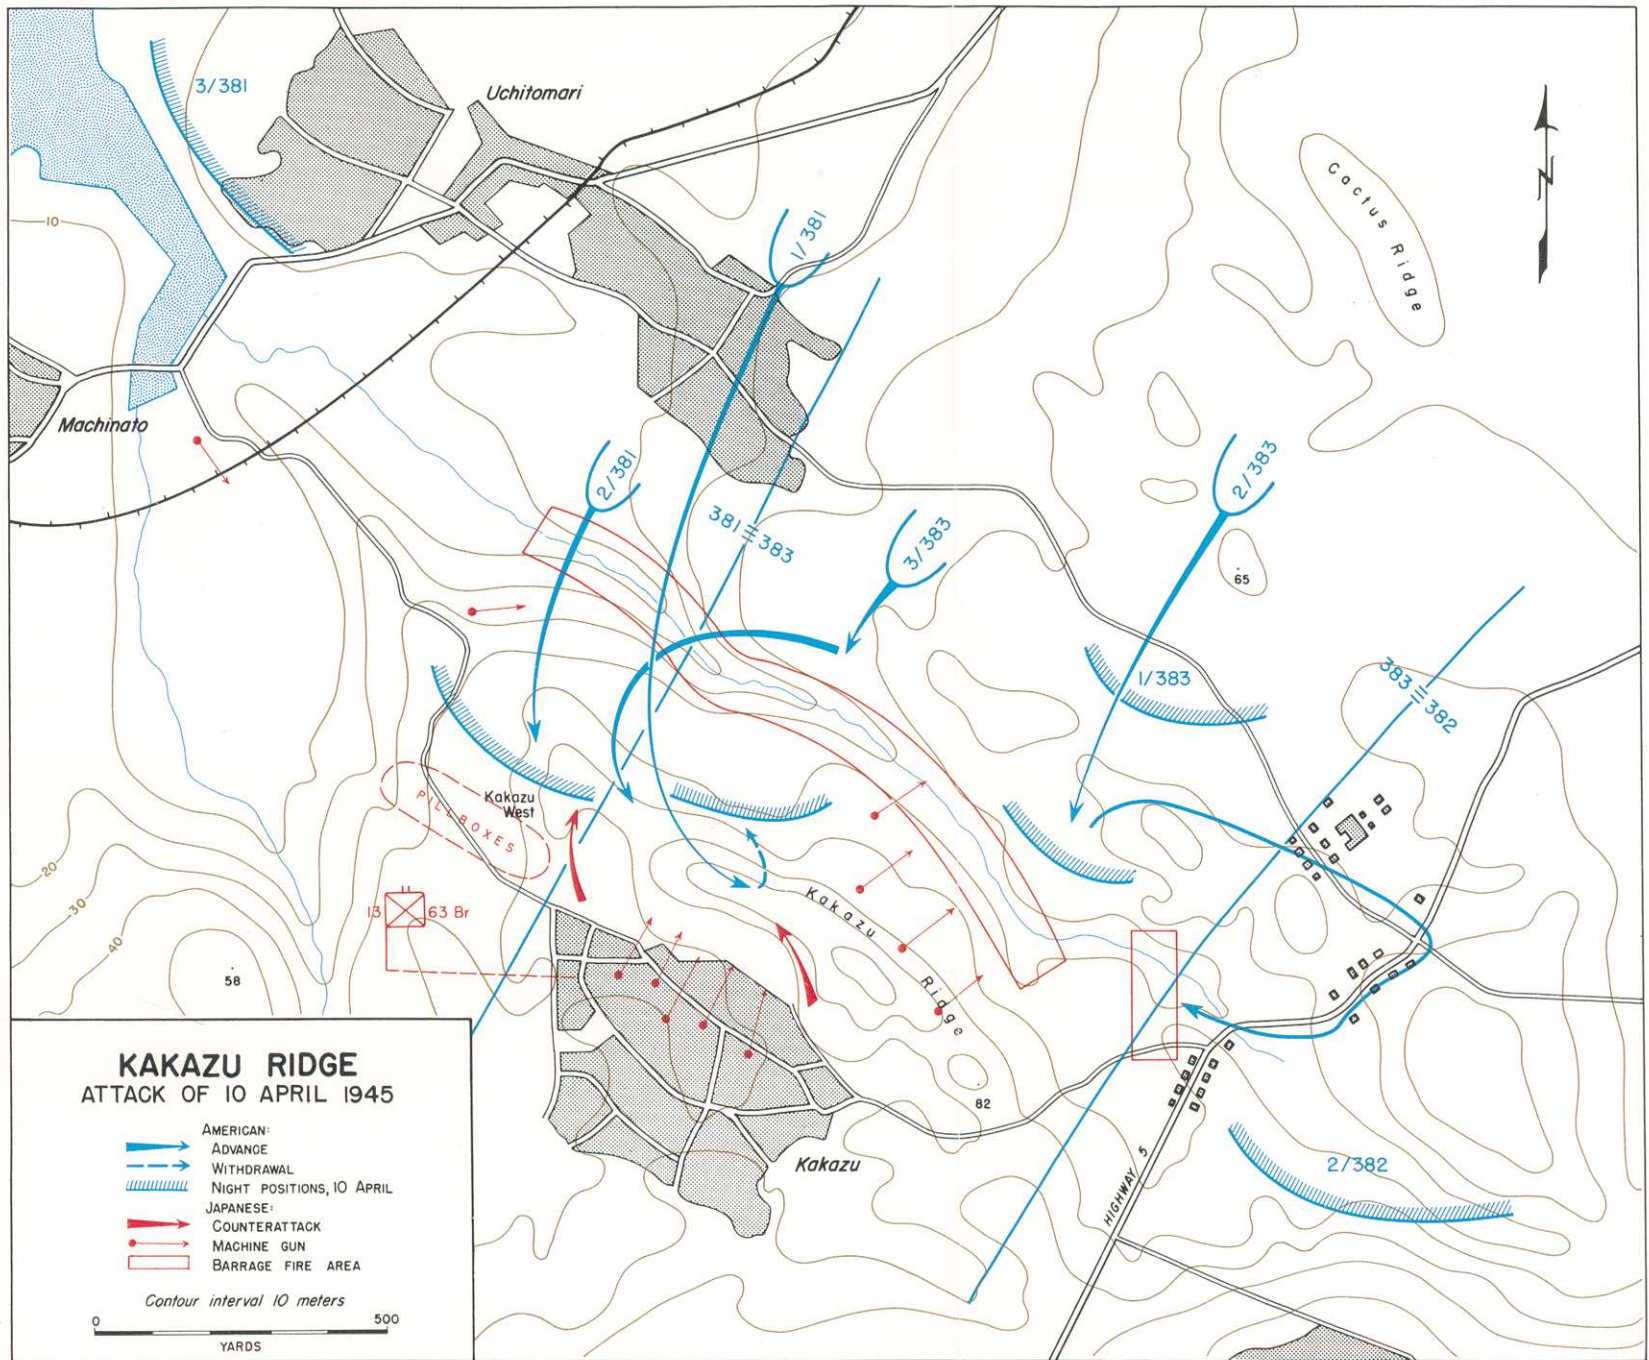 3/381
Uchitomari
Cactus Ridge
N
10
1/381
Machinato
2/381
381 383
3/383
2/383
65
1/383
383 382
Kakazu
West
PILLBOXES
20
30
40
13
63 Br
58
Kakazu Ridge
82
Kakazu
HIGHWAY 5
2/382
KAKAZU RIDGE
ATTACK OF 10 APRIL 1945
AMERICAN:
ADVANCE
WITHDRAWAL
NIGHT POSITIONS, 10 APRIL
JAPANESE:
COUNTERATTACK
MACHINE GUN
BARRAGE FIRE AREA
Contour interval 10 meters
0 500
YARDS